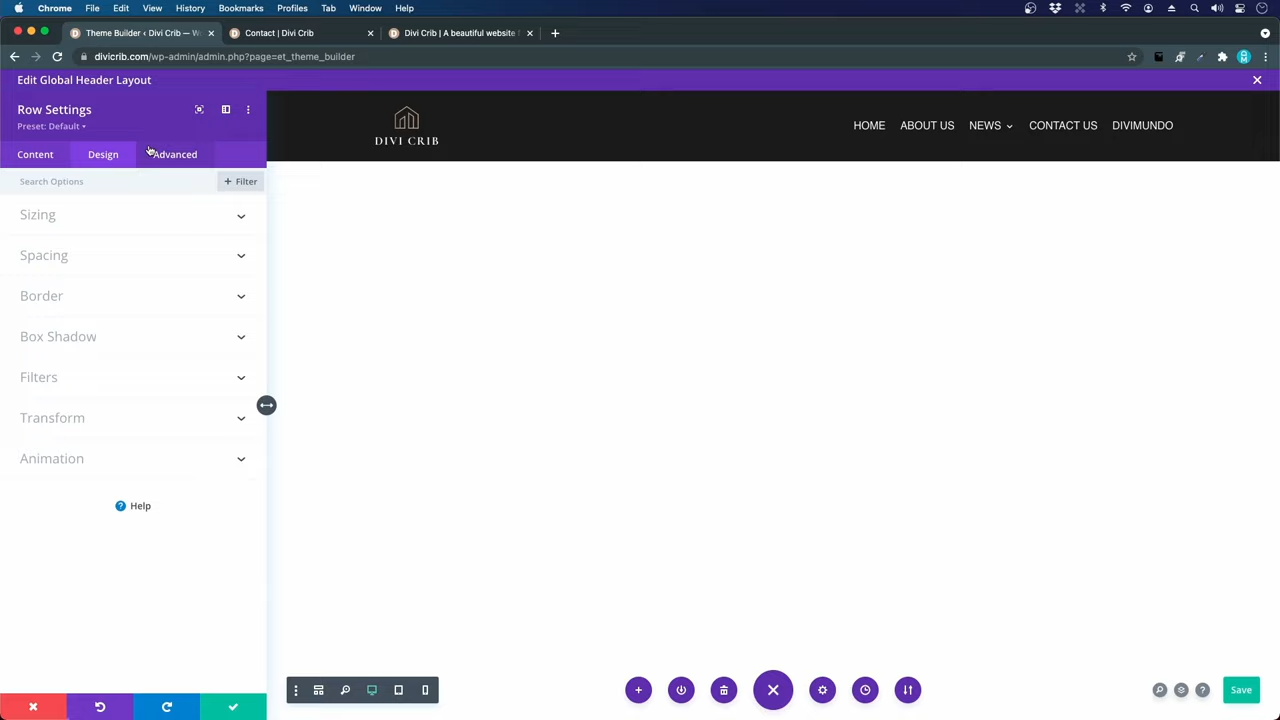 Chrome File Edit View History Bookmarks Profiles Tab Window Help
Theme Builder ‹ Divi Crib — W
Contact | Divi Crib
Divi Crib | A beautiful website
divicrib.com/wp-admin/admin.php?page=et_theme_builder
Edit Global Header Layout
Row Settings
Preset: Default
Content Design Advanced
Search Options
+ Filter
Sizing
Spacing
Border
Box Shadow
Filters
Transform
Animation
Help
DIVI CRIB
HOME ABOUT US NEWS CONTACT US DIVIMUNDO
Save